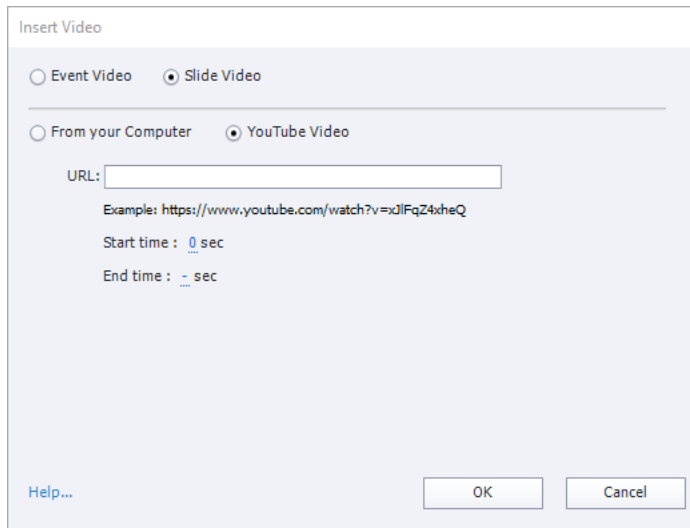 Insert Video
Event Video Slide Video
From your Computer YouTube Video
URL:
Example: https://www.youtube.com/watch?v=xJlFqZ4xheQ
Start time : 0 sec
End time : - sec
Help... OK Cancel